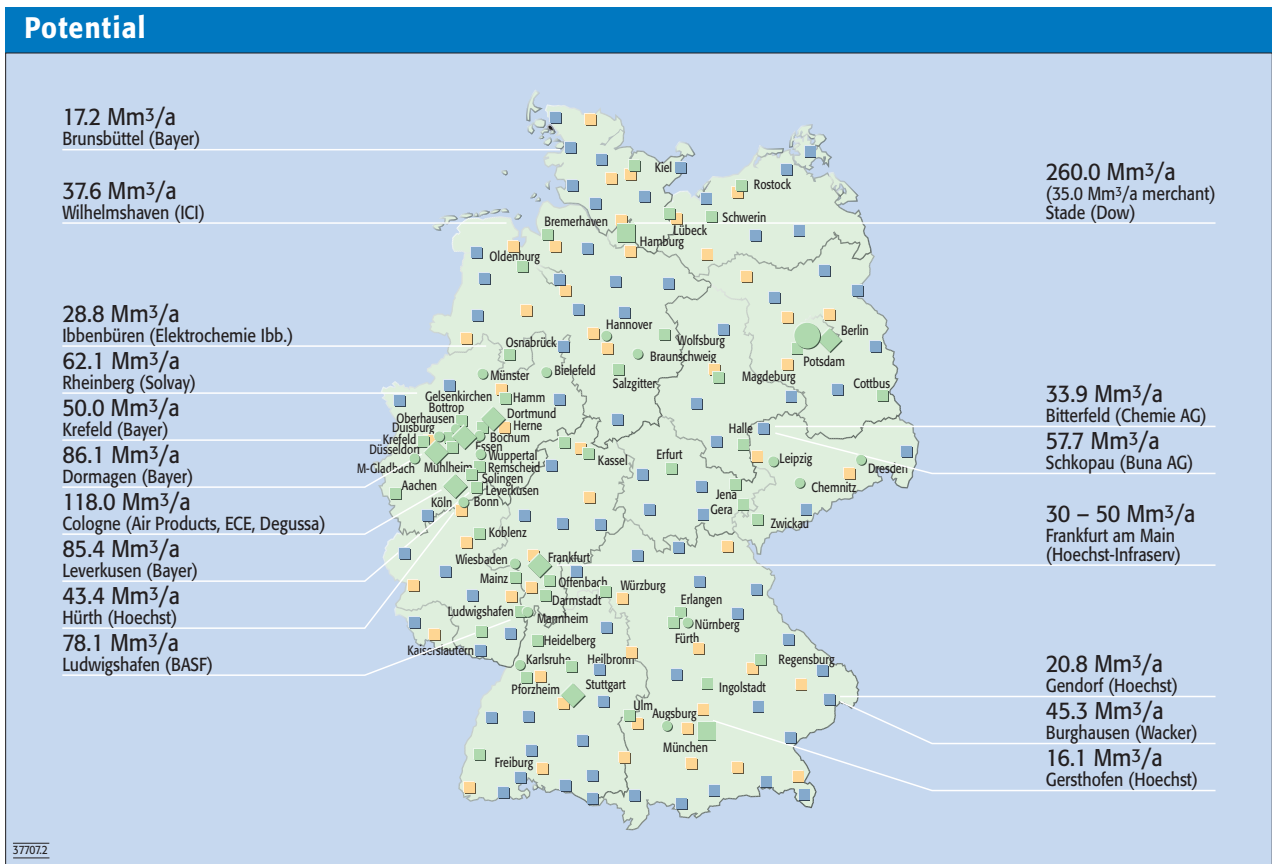 Potential
17.2 Mm3/a
Brunsbüttel (Bayer)
37.6 Mm3/a
Wilhelmshaven (ICI)
28.8 Mm3/a
Ibbenbüren (Elektrochemie Ibb.)
62.1 Mm3/a
Rheinberg (Solvay)
50.0 Mm3/a
Krefeld (Bayer)
86.1 Mm3/a
Dormagen (Bayer)
118.0 Mm3/a
Cologne (Air Products, ECE, Degussa)
85.4 Mm3/a
Leverkusen (Bayer)
43.4 Mm3/a
Hürth (Hoechst)
78.1 Mm3/a
Ludwigshafen (BASF)
Kiel
Rostock
Bremerhaven
Lübeck
Schwerin
Hamburg
Oldenburg
Hannover
Wolfsburg
Berlin
Osnabrück
Braunschweig
Potsdam
Münster
Bielefeld
Salzgitter
Magdeburg
Cottbus
Gelsenkirchen
Hamm
Bottrop
Oberhausen
Dortmund
Duisburg
Herne
Krefeld
Bochum
Düsseldorf
Essen
Wuppertal
M-Gladbach
Mühlheim
Remscheid
Solingen
Aachen
Leverkusen
Köln
Bonn
Kassel
Erfurt
Halle
Leipzig
Dresden
Chemnitz
Jena
Gera
Zwickau
Koblenz
Wiesbaden
Frankfurt
Mainz
Offenbach
Würzburg
Darmstadt
Erlangen
Ludwigshafen
Mannheim
Nürnberg
Fürth
Heidelberg
Kaiserslautern
Karlsruhe
Heilbronn
Regensburg
Pforzheim
Stuttgart
Ingolstadt
Ulm
Augsburg
München
Freiburg
260.0 Mm3/a
(35.0 Mm3/a merchant)
Stade (Dow)
33.9 Mm3/a
Bitterfeld (Chemie AG)
57.7 Mm3/a
Schkopau (Buna AG)
30 – 50 Mm3/a
Frankfurt am Main
(Hoechst-Infraserv)
20.8 Mm3/a
Gendorf (Hoechst)
45.3 Mm3/a
Burghausen (Wacker)
16.1 Mm3/a
Gersthofen (Hoechst)
37707.2